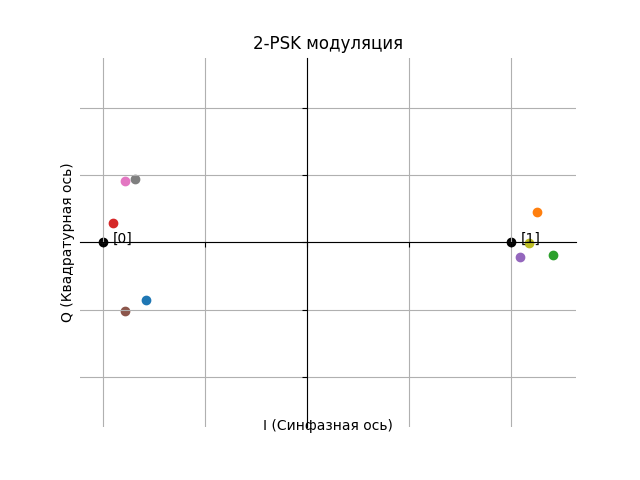 2-PSK модуляция
[0]
[1]
Q (Квадратурная ось)
I (Синфазная ось)